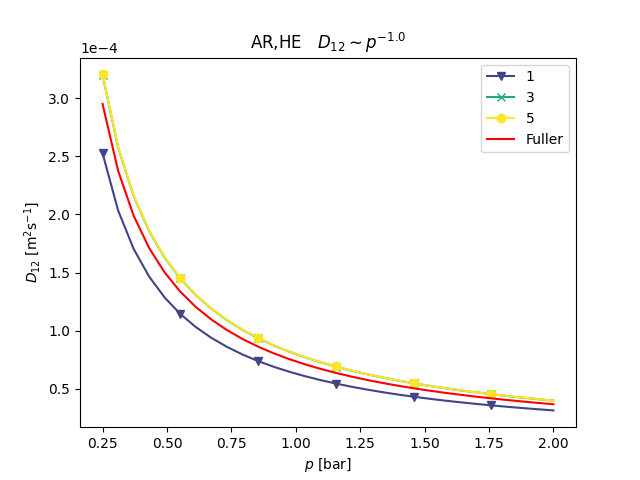 AR,HE $D_{12} \sim p^{-1.0}$
1e−4
1
3
5
Fuller
3.0
2.5
2.0
1.5
1.0
0.5
$D_{12}$ [m$^2$s$^{-1}$]
0.25 0.50 0.75 1.00 1.25 1.50 1.75 2.00
$p$ [bar]